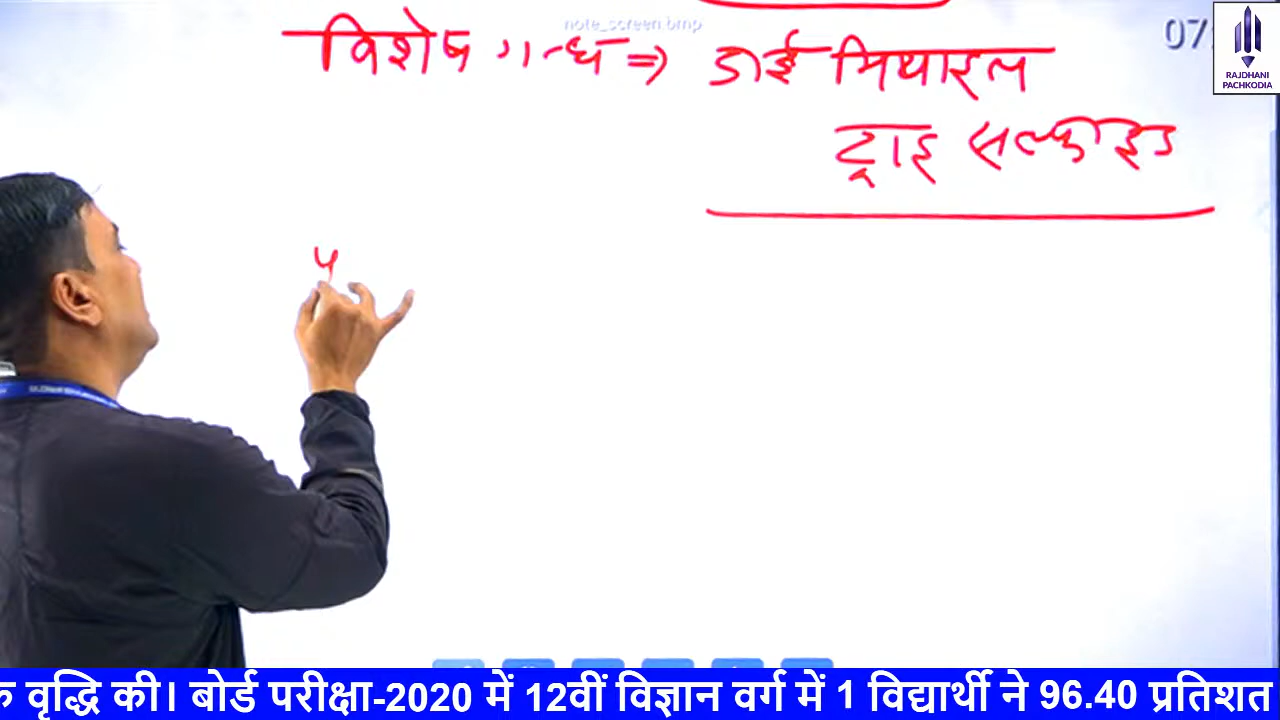 note_screen.bmp
07
विशेष गन्ध ⇒ डाई मियाइल
ट्राइ सल्फाइड
RAJDHANI
PACHKODIA
वृद्धि की। बोर्ड परीक्षा-2020 में 12वीं विज्ञान वर्ग में 1 विद्यार्थी ने 96.40 प्रतिशत